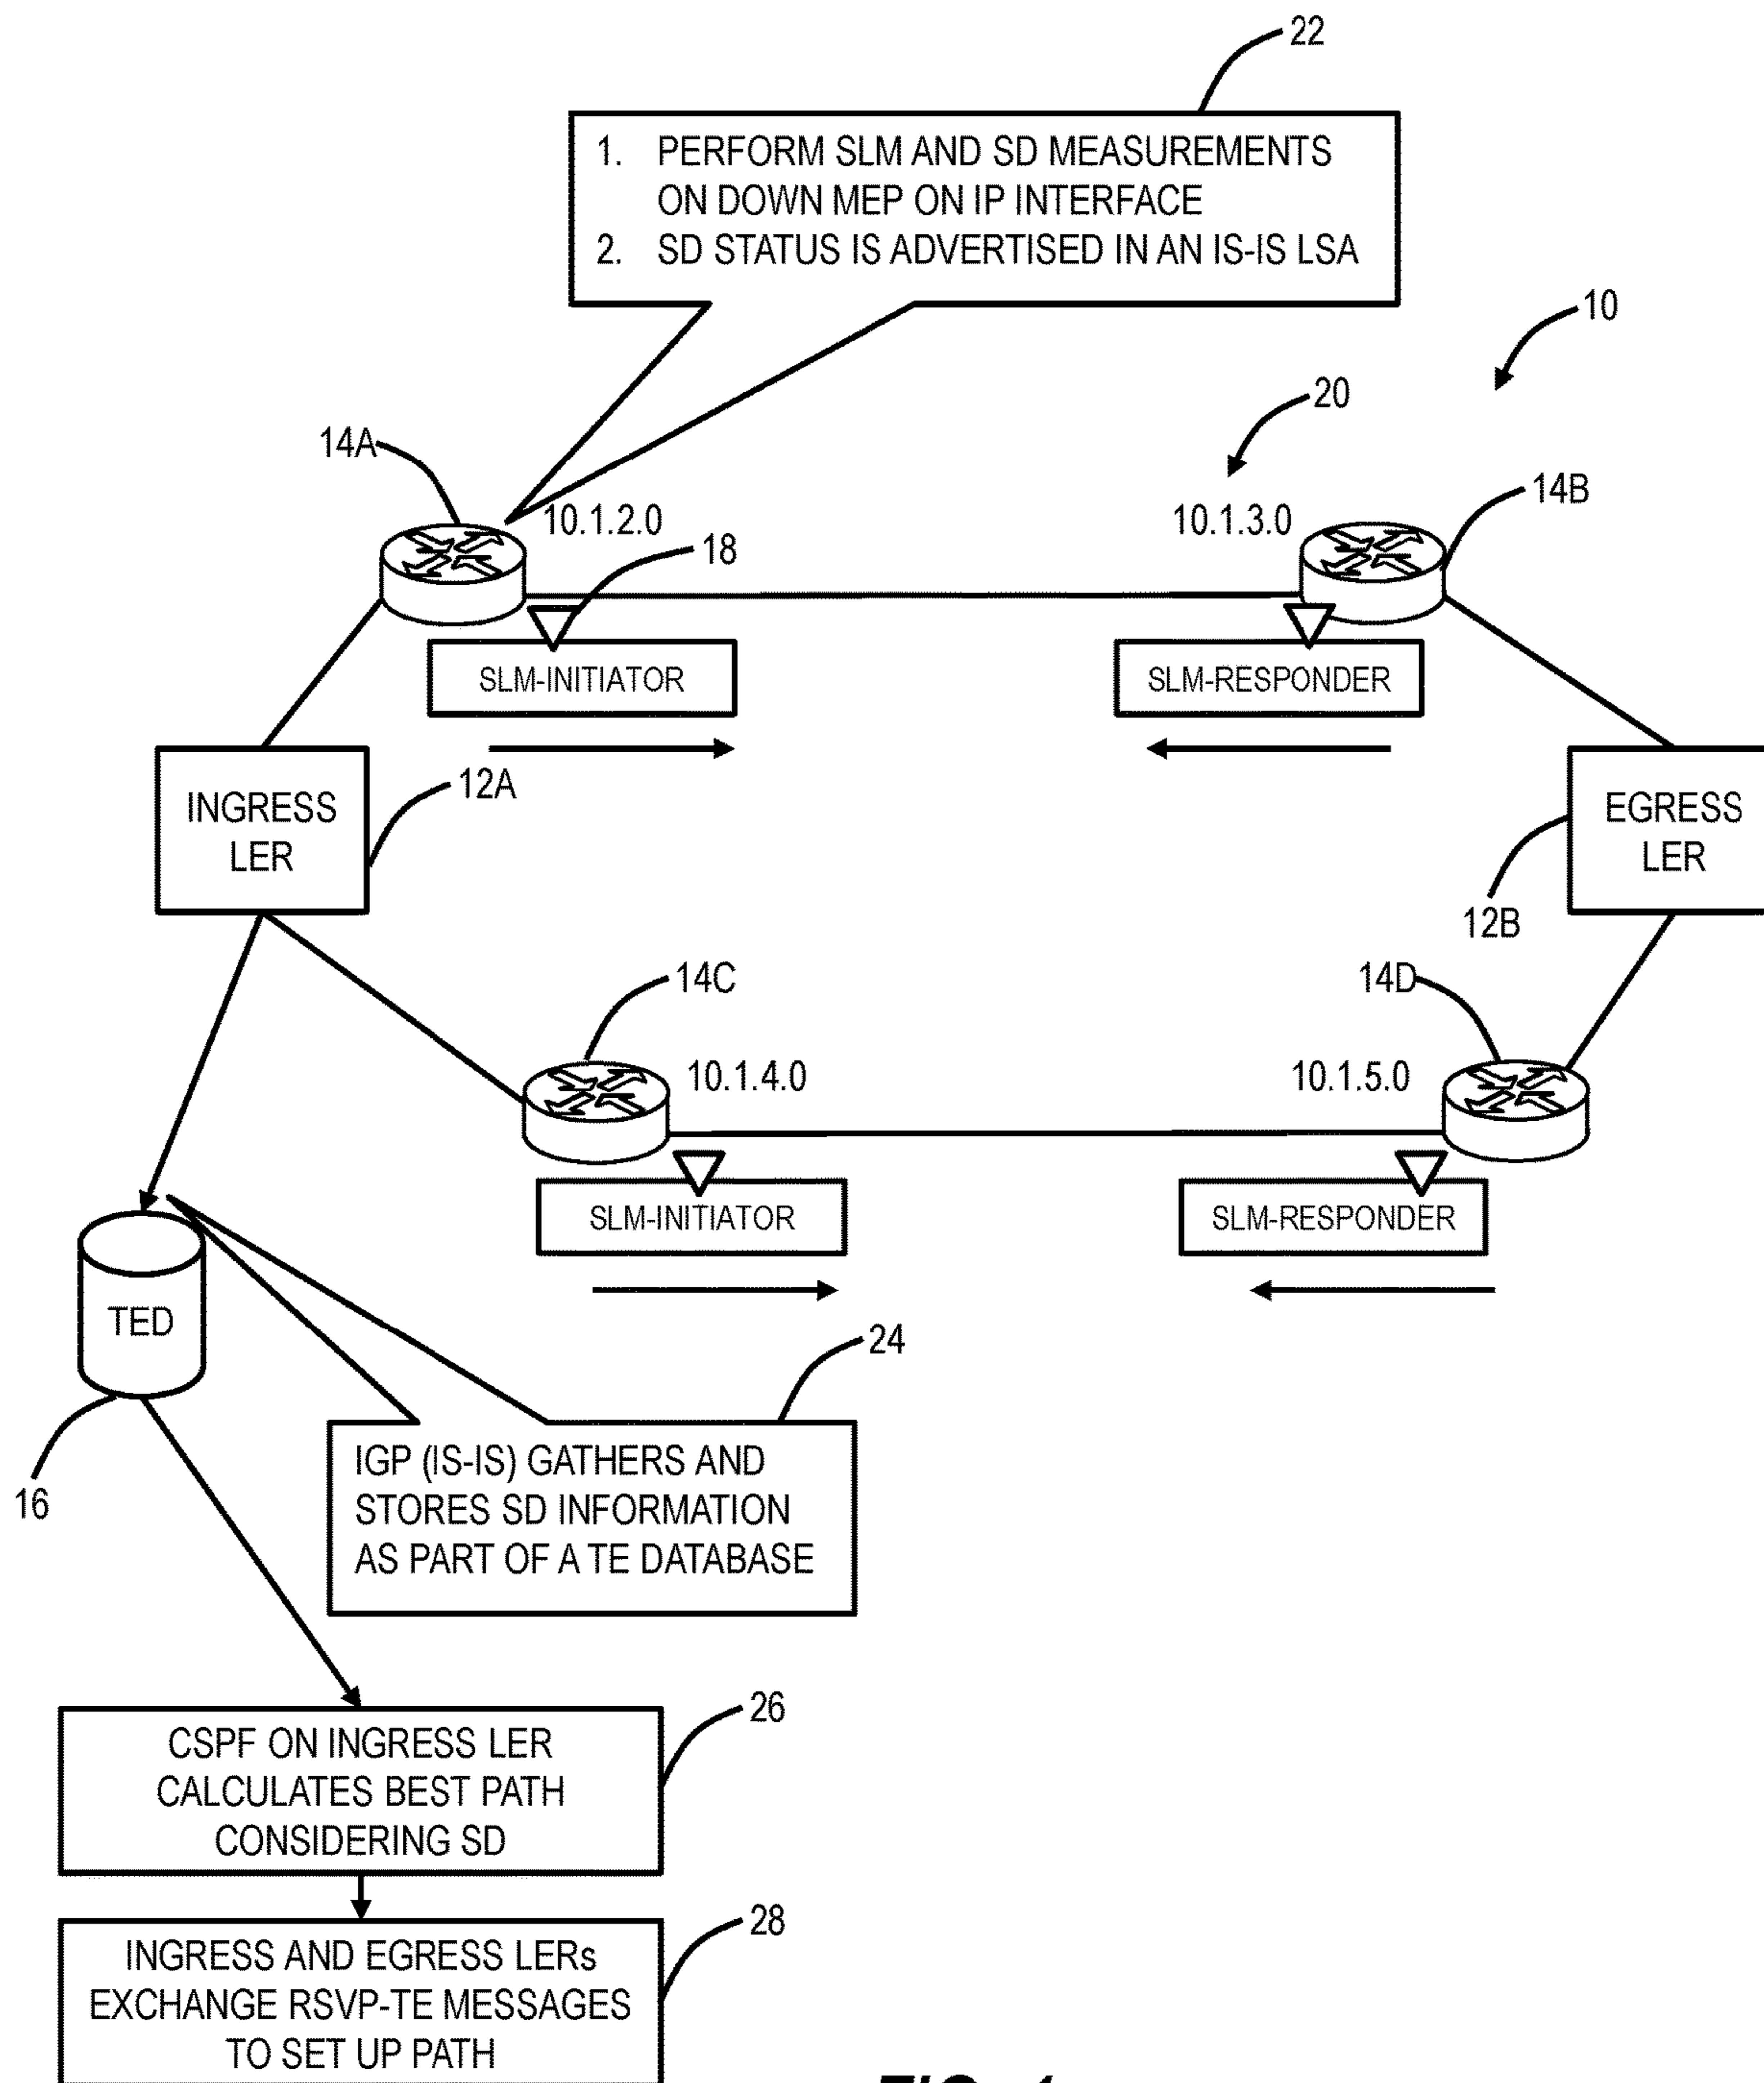 22
1. PERFORM SLM AND SD MEASUREMENTS
ON DOWN MEP ON IP INTERFACE
2. SD STATUS IS ADVERTISED IN AN IS-IS LSA
10
20
14A
14B
10.1.2.0
10.1.3.0
18
SLM-INITIATOR
SLM-RESPONDER
INGRESS
LER
12A
EGRESS
LER
12B
14C
14D
10.1.4.0
10.1.5.0
SLM-INITIATOR
SLM-RESPONDER
TED
24
16
IGP (IS-IS) GATHERS AND
STORES SD INFORMATION
AS PART OF A TE DATABASE
26
CSPF ON INGRESS LER
CALCULATES BEST PATH
CONSIDERING SD
28
INGRESS AND EGRESS LERs
EXCHANGE RSVP-TE MESSAGES
TO SET UP PATH